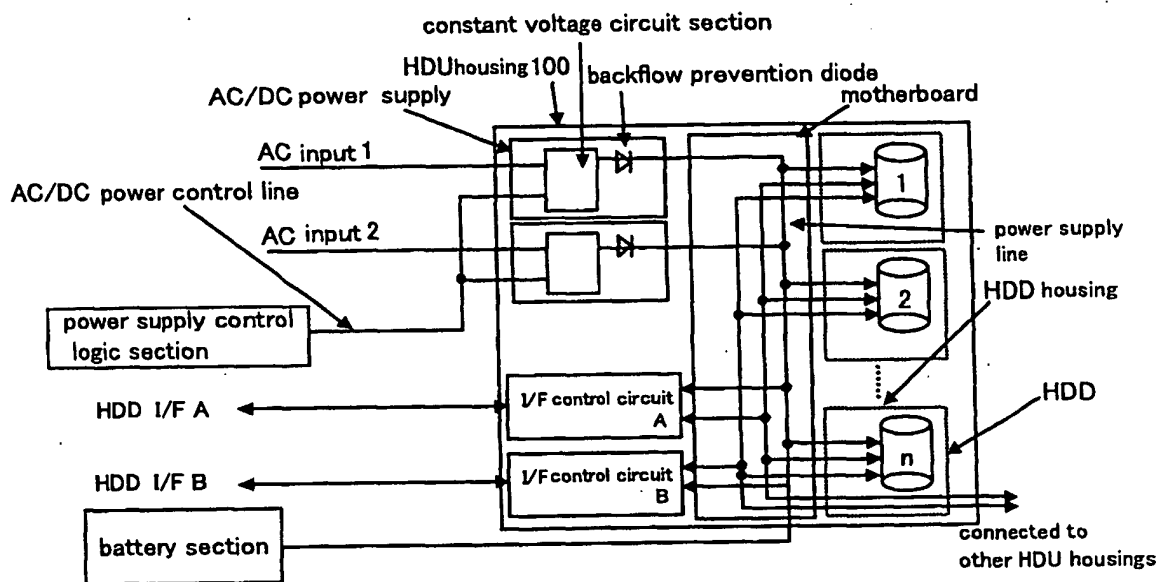 constant voltage circuit section
HDU housing 100
backflow prevention diode
AC/DC power supply
motherboard
AC input 1
AC/DC power control line
1
AC input 2
power supply
line
2
HDD housing
power supply control
logic section
HDD
HDD I/F A
I/F control circuit
A
n
HDD I/F B
I/F control circuit
B
battery section
connected to
other HDU housings